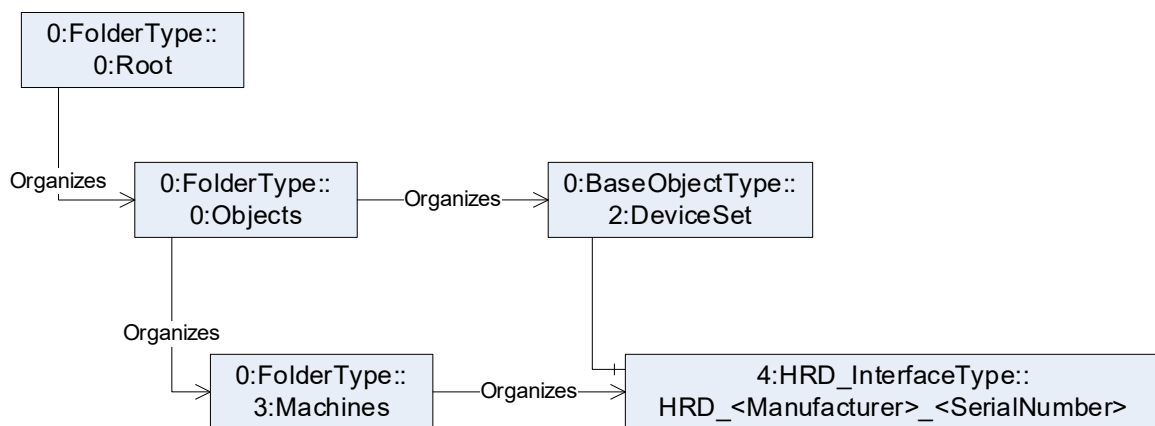 0:FolderType::
0:Root
Organizes
0:FolderType::
0:Objects
Organizes
0:BaseObjectType::
2:DeviceSet
Organizes
0:FolderType::
3:Machines
Organizes
4:HRD_InterfaceType::
HRD_<Manufacturer>_<SerialNumber>